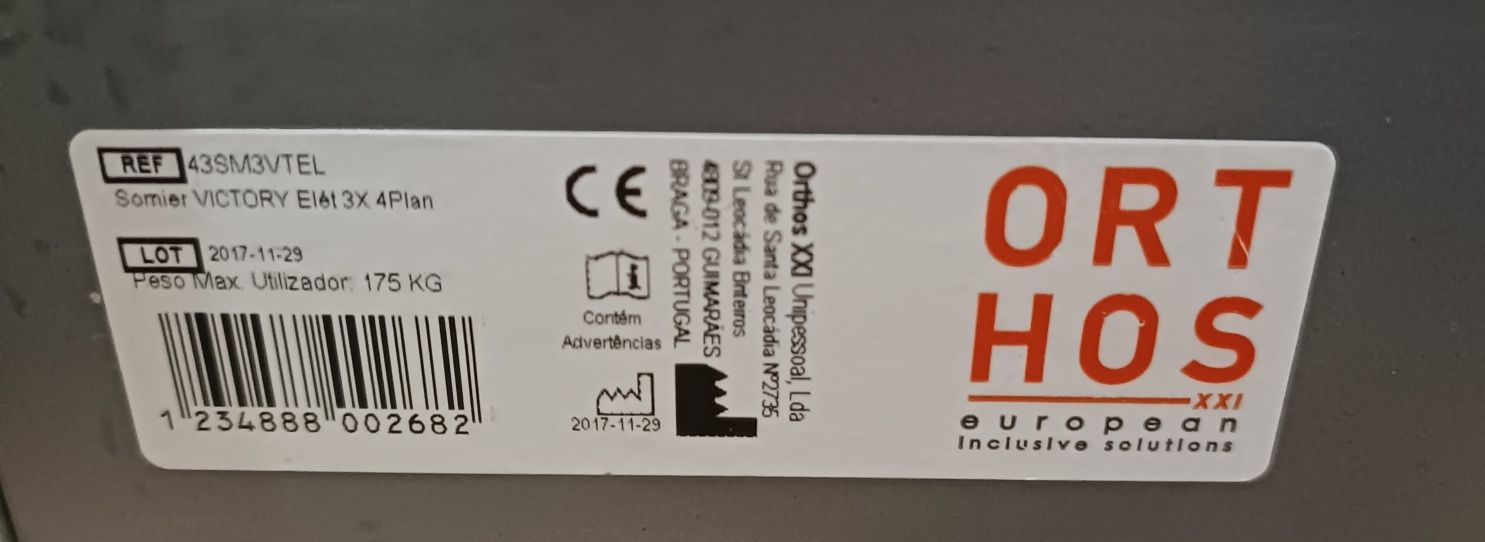 REF 43SM3VTEL
Somier VICTORY Elét 3X 4Plan
LOT 2017-11-29
Peso Max. Utilizador: 175 KG
1 234888 002682
CE
Contém
Advertências
2017-11-29
Orthos XXI Unipessoal, Lda
Rua de Santa Leocádia Nº2735
St Leocádia Briteiros
4809-012 GUIMARÃES
BRAGA - PORTUGAL
ORT
HOS
XXI
european
inclusive solutions